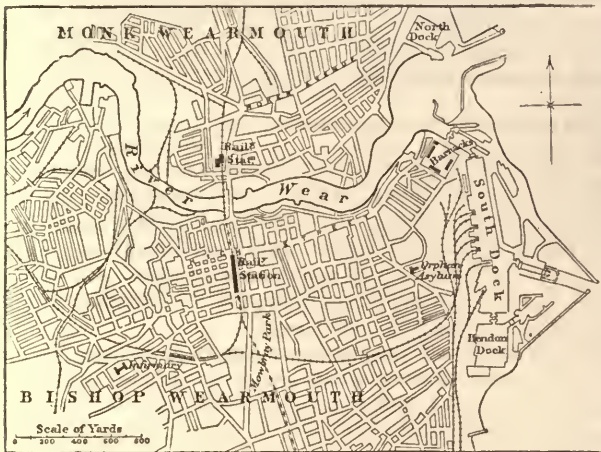 MONK WEARMOUTH
North
Dock
Rail.
Stan.
Barracks
River Wear
South Dock
Rail.
Station
Orphan
Asylum
Mowbray Park
Hendon
Dock
Infirmary
BISHOP WEARMOUTH
Scale of Yards
0 200 400 600 800